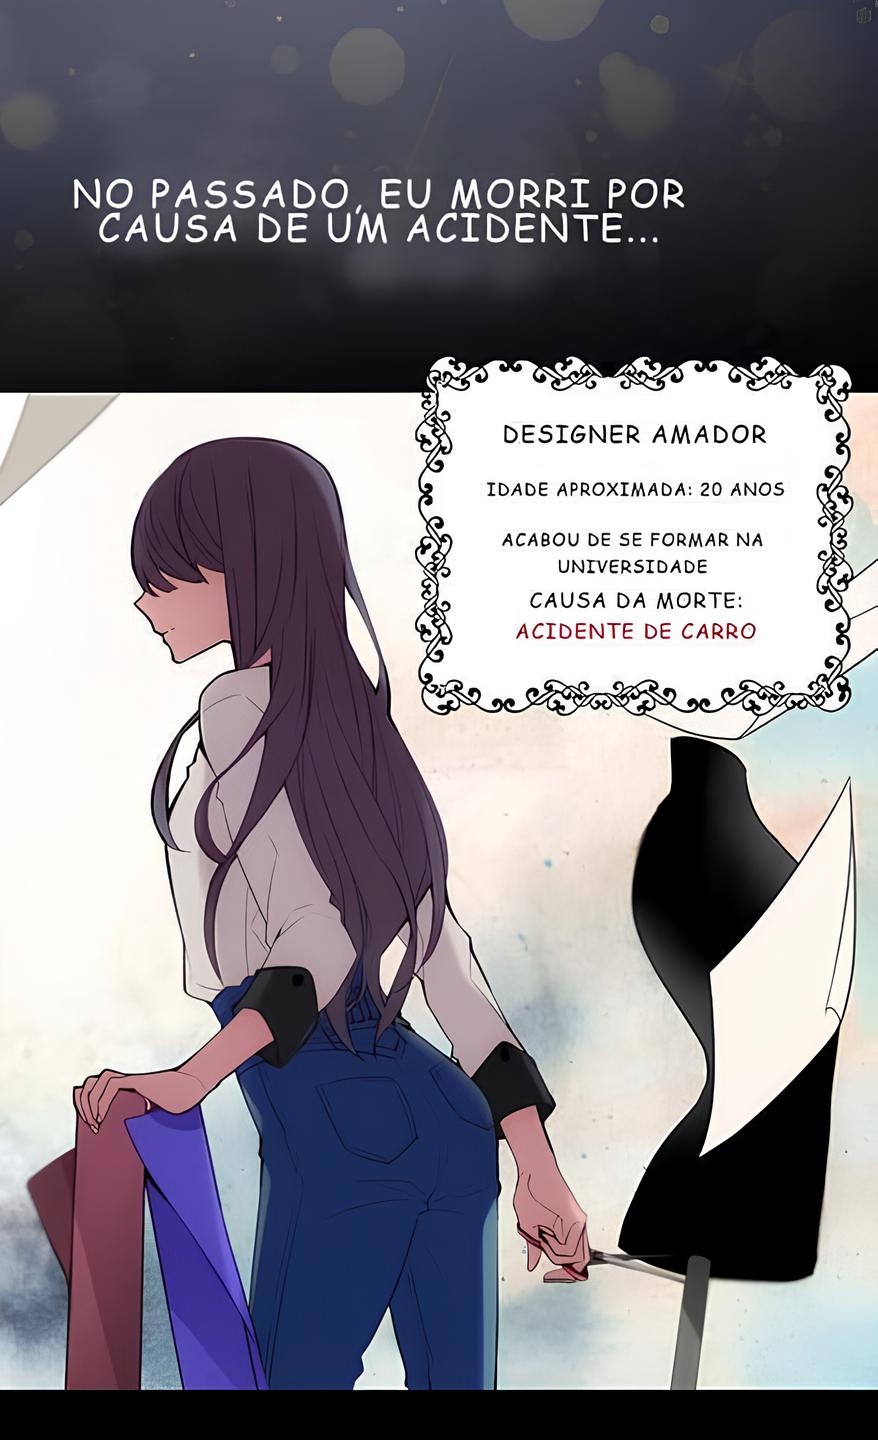 NO PASSADO, EU MORRI POR
CAUSA DE UM ACIDENTE...
DESIGNER AMADOR
IDADE APROXIMADA: 20 ANOS
ACABOU DE SE FORMAR NA
UNIVERSIDADE
CAUSA DA MORTE:
ACIDENTE DE CARRO